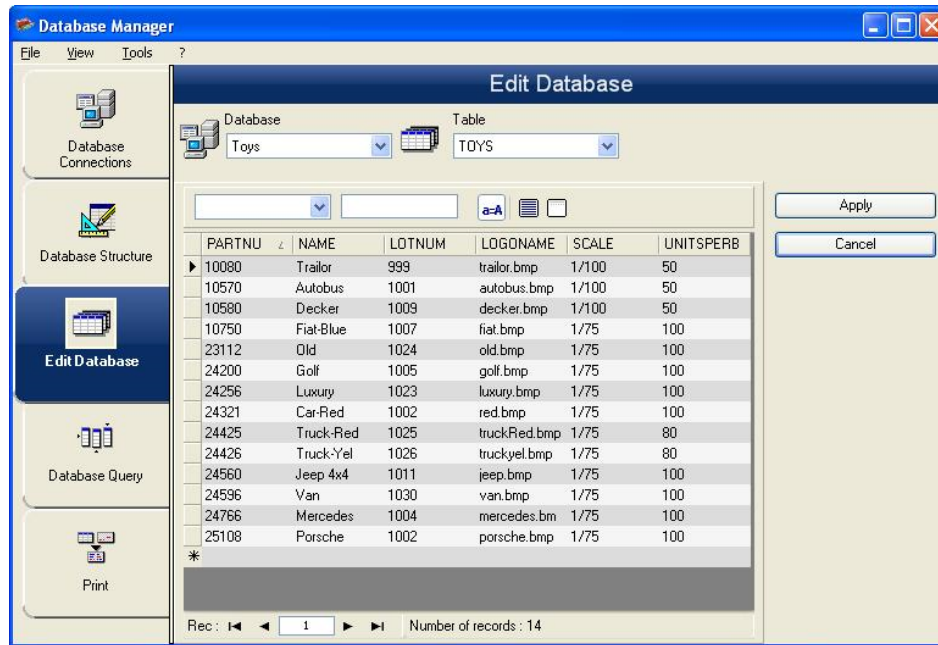 Database Manager
File View Tools ?
Database Connections
Database Structure
Edit Database
Database Query
Print
Edit Database
Database Table
Toys TOYS
a=A
Apply
Cancel
PARTNU NAME LOTNUM LOGONAME SCALE UNITSPERB
10080 Trailor 999 trailor.bmp 1/100 50
10570 Autobus 1001 autobus.bmp 1/100 50
10580 Decker 1009 decker.bmp 1/100 50
10750 Fiat-Blue 1007 fiat.bmp 1/75 100
23112 Old 1024 old.bmp 1/75 100
24200 Golf 1005 golf.bmp 1/75 100
24256 Luxury 1023 luxury.bmp 1/75 100
24321 Car-Red 1002 red.bmp 1/75 100
24425 Truck-Red 1025 truckRed.bmp 1/75 80
24426 Truck-Yel 1026 truckyel.bmp 1/75 80
24560 Jeep 4x4 1011 jeep.bmp 1/75 100
24596 Van 1030 van.bmp 1/75 100
24766 Mercedes 1004 mercedes.bm 1/75 100
25108 Porsche 1002 porsche.bmp 1/75 100
Rec : 1 Number of records : 14